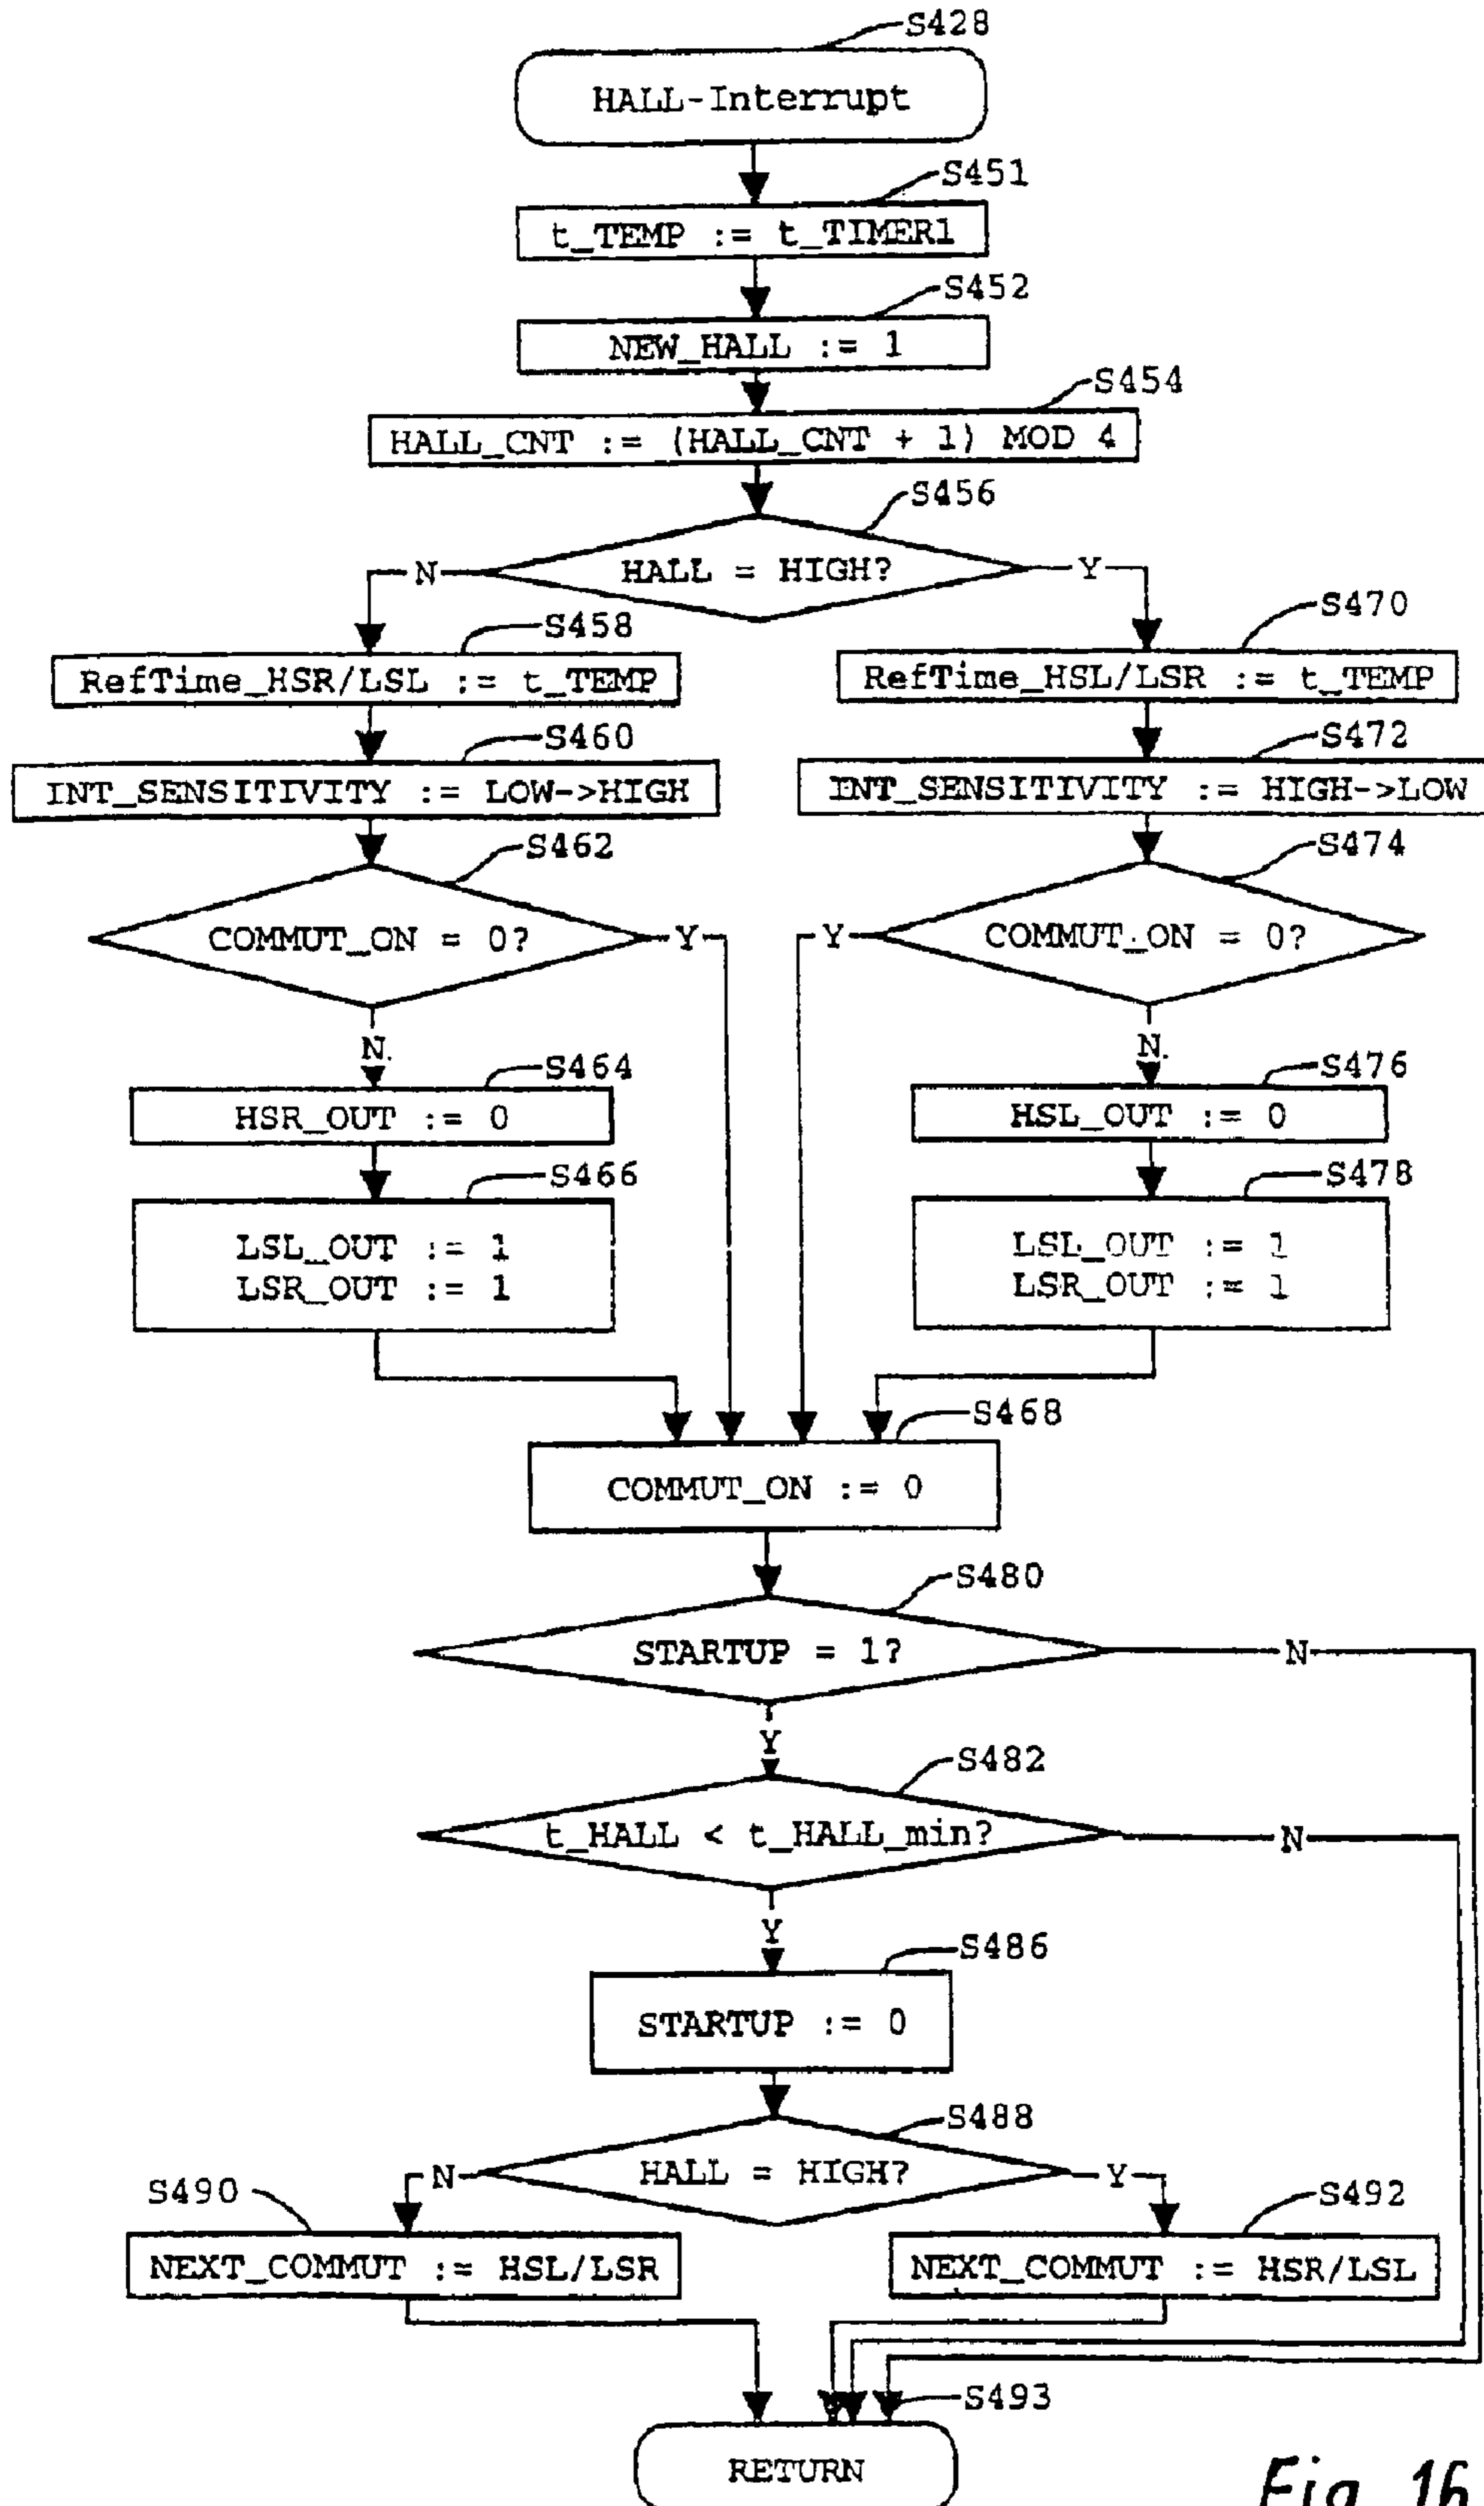 S428
HALL-Interrupt
S451
t_TEMP := t_TIMER1
S452
NEW_HALL := 1
S454
HALL_CNT := (HALL_CNT + 1) MOD 4
S456
N
HALL = HIGH?
Y
S458
S470
RefTime_HSR/LSL := t_TEMP
RefTime_HSL/LSR := t_TEMP
S460
S472
INT_SENSITIVITY := LOW->HIGH
INT_SENSITIVITY := HIGH->LOW
S462
S474
COMMUT_ON = 0?
Y
Y
COMMUT_ON = 0?
N
N
S464
S476
HSR_OUT := 0
HSL_OUT := 0
S466
S478
LSL_OUT := 1
LSR_OUT := 1
LSL_OUT := 1
LSR_OUT := 1
S468
COMMUT_ON := 0
S480
STARTUP = 1?
N
Y
S482
t_HALL < t_HALL_min?
N
Y
S486
STARTUP := 0
S488
N
HALL = HIGH?
Y
S490
S492
NEXT_COMMUT := HSL/LSR
NEXT_COMMUT := HSR/LSL
S493
RETURN
Fig. 16